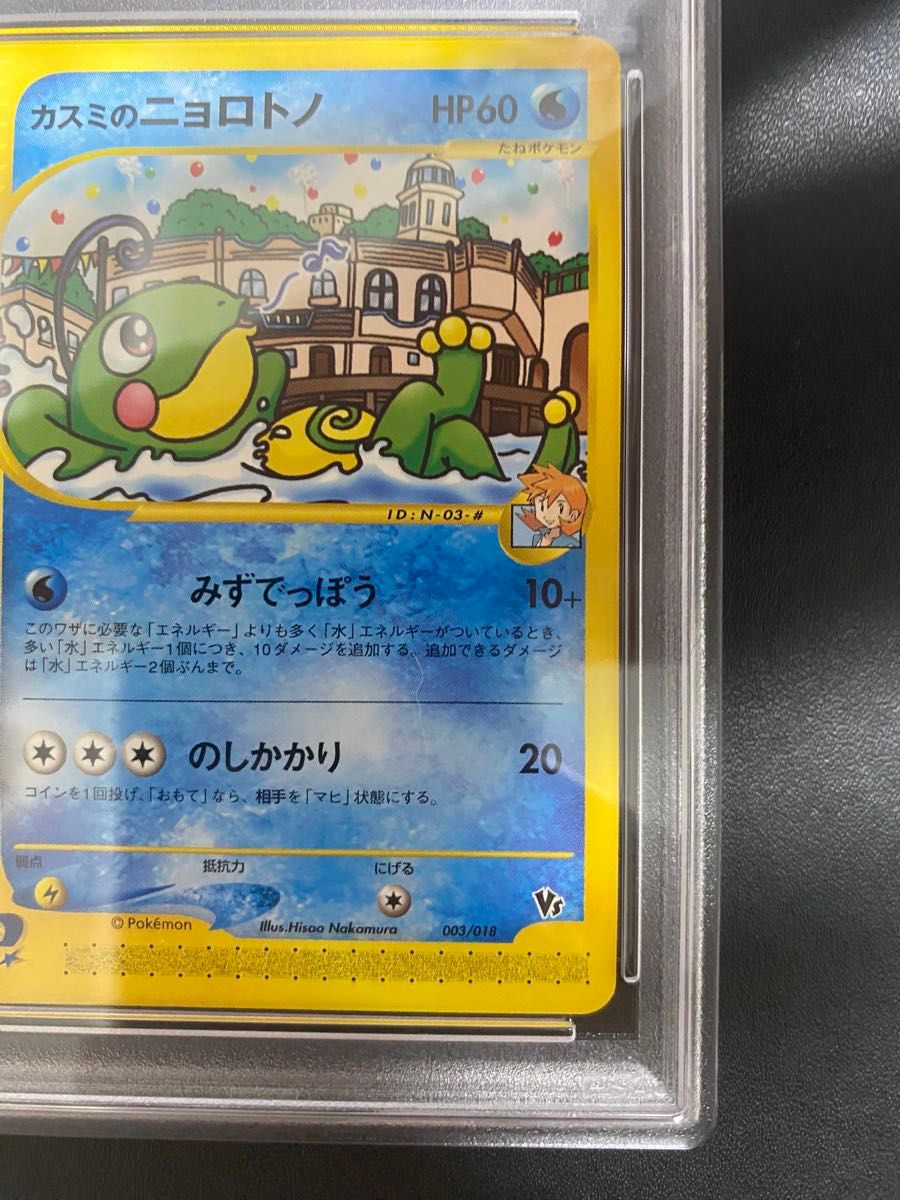 カスミのニョロトノ HP60
たねポケモン
ID:N-03-#
みずでっぽう 10+
このワザに必要な「エネルギー」よりも多く「水」エネルギーがついているとき、
多い「水」エネルギー1個につき、10ダメージを追加する。追加できるダメージ
は「水」エネルギー2個ぶんまで。
のしかかり 20
コインを1回投げ、「おもて」なら、相手を「マヒ」状態にする。
弱点 抵抗力 にげる
© Pokémon Illus.Hisao Nakamura 003/018
VS